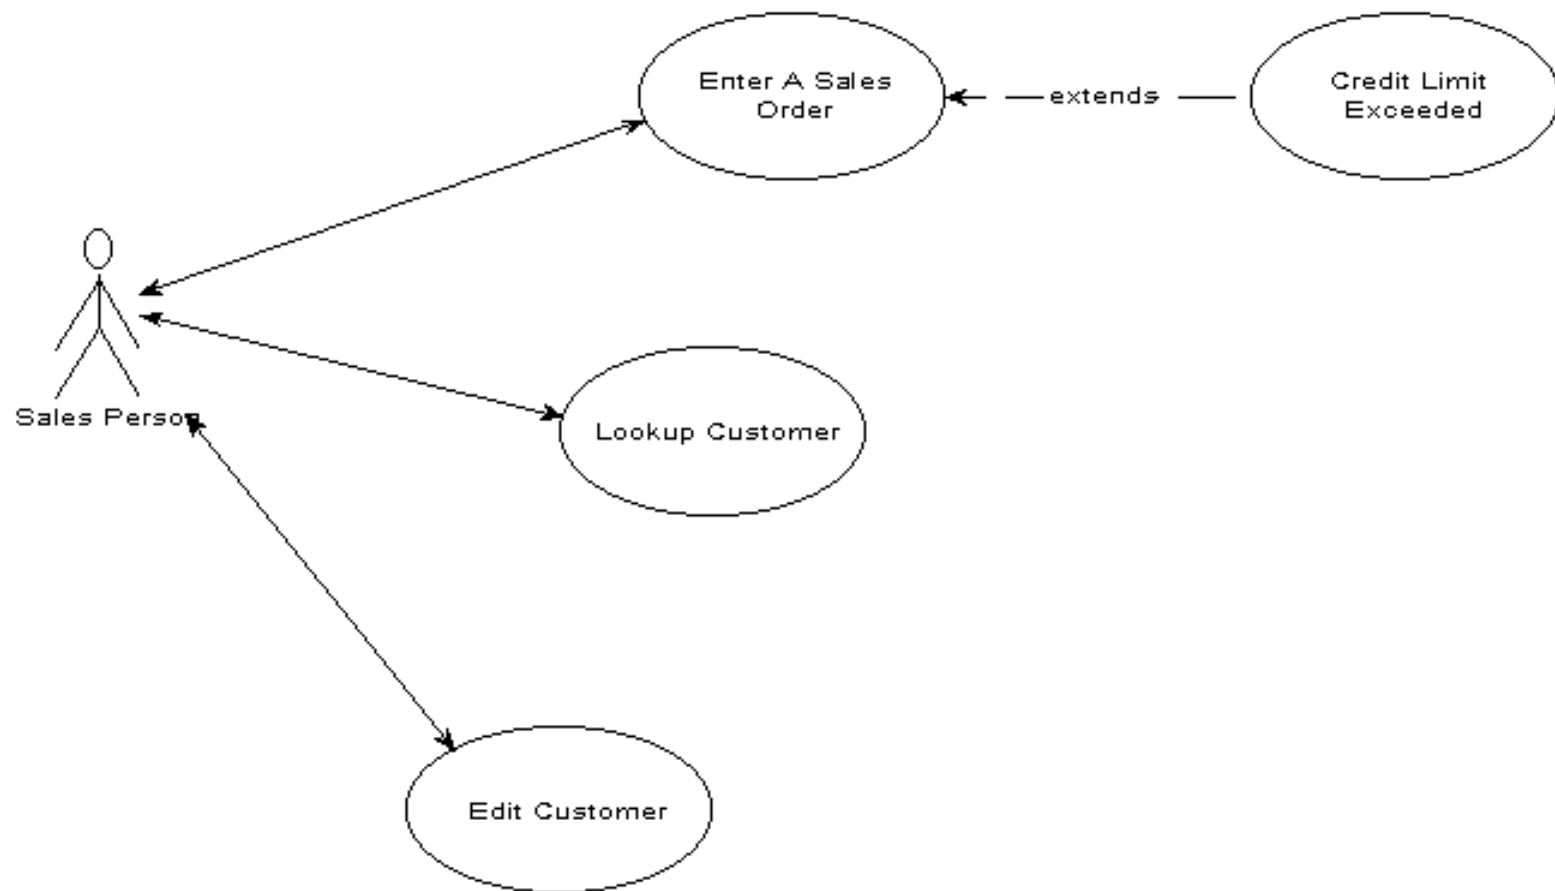 Enter A Sales
Order
extends
Credit Limit
Exceeded
Sales Person
Lookup Customer
Edit Customer